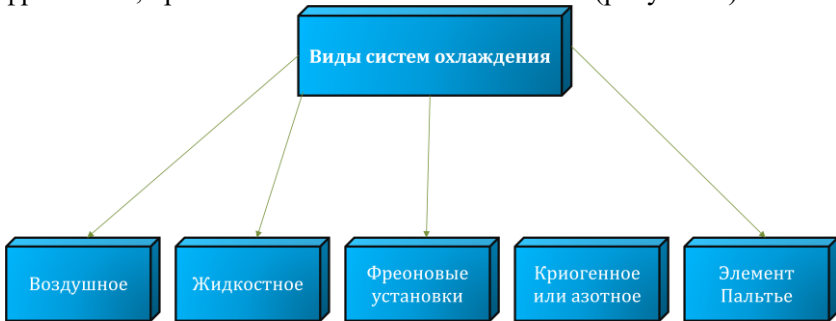 Виды систем охлаждения
Воздушное
Жидкостное
Фреоновые
установки
Криогенное
или азотное
Элемент
Пальтье